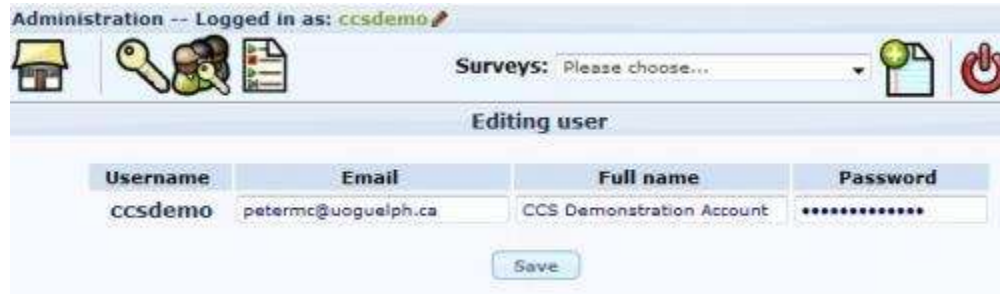 Administration -- Logged in as: ccsdemo
Surveys: Please choose...
Editing user
Username Email Full name Password
ccsdemo petermc@uoguelph.ca CCS Demonstration Account •••••••••••••
Save